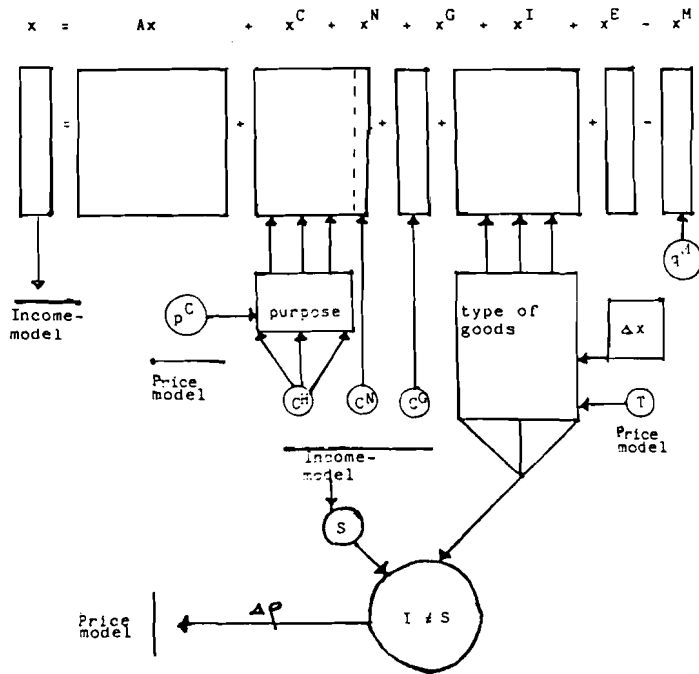 x = Ax + x^C + x^N + x^G + x^I + x^E - x^M
= + + + + -
Income-
model
p^C
purpose
type of
goods
Δx
Price
model
C^H C^N C^G
T
Price
model
Income-
model
S
I ≠ S
Δp
Price
model